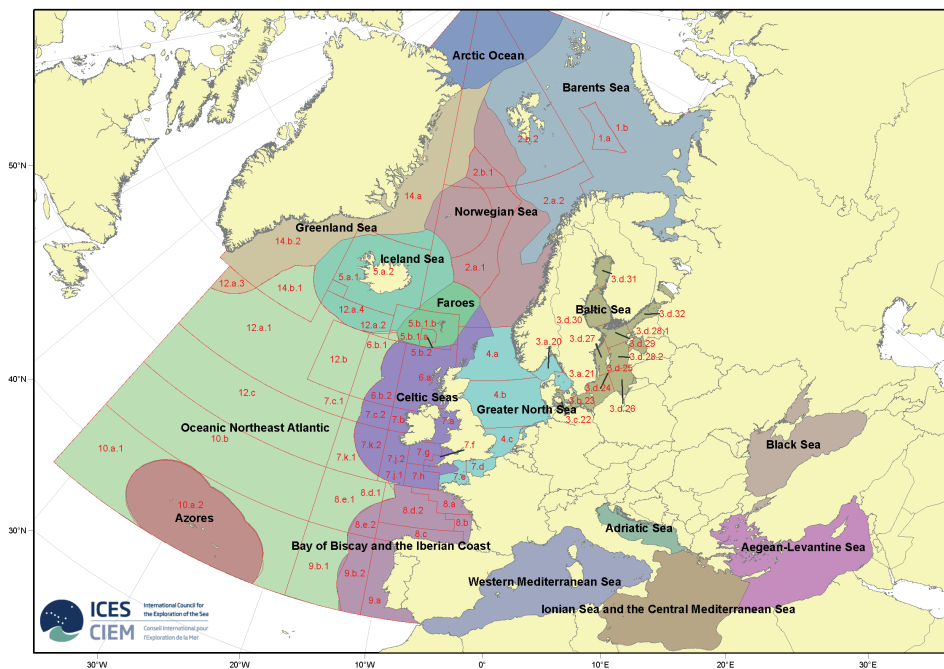 Arctic Ocean
Barents Sea
1.b
1.a
2.b.2
50°N
2.b.1
14.a
2.a.2
Norwegian Sea
Greenland Sea
14.b.2
Iceland Sea
2.a.1
5.a.2
5.a.1
3.d.31
12.a.3
14.b.1
Faroes
12.a.4
Baltic Sea
3.d.32
12.a.1
12.a.2
5.b.1.b
3.d.30
3.d.28.1
5.b.1.a
6.b.1
3.a.20
3.d.27
3.d.29
5.b.2
4.a
12.b
3.d.28.2
3.d.25
6.a
3.a.21
40°N
3.d.24
12.c
7.c.1
6.b.2
Celtic Seas
4.b
3.b.23
3.d.26
Greater North Sea
7.c.2
7.b
7.a
3.c.22
Oceanic Northeast Atlantic
10.b
4.c
10.a.1
7.k.2
7.f
Black Sea
7.k.1
7.j.2
7.g
7.d
7.j.1
7.h
7.e
8.d.1
8.e.1
10.a.2
8.d.2
8.a
Azores
8.e.2
8.b
30°N
8.c
Adriatic Sea
Bay of Biscay and the Iberian Coast
Aegean-Levantine Sea
9.b.1
9.b.2
Western Mediterranean Sea
9.a
Ionian Sea and the Central Mediterranean Sea
ICES
CIEM
International Council for
the Exploration of the Sea
Conseil International pour
l'Exploration de la Mer
30°W
20°W
10°W
0°
10°E
20°E
30°E